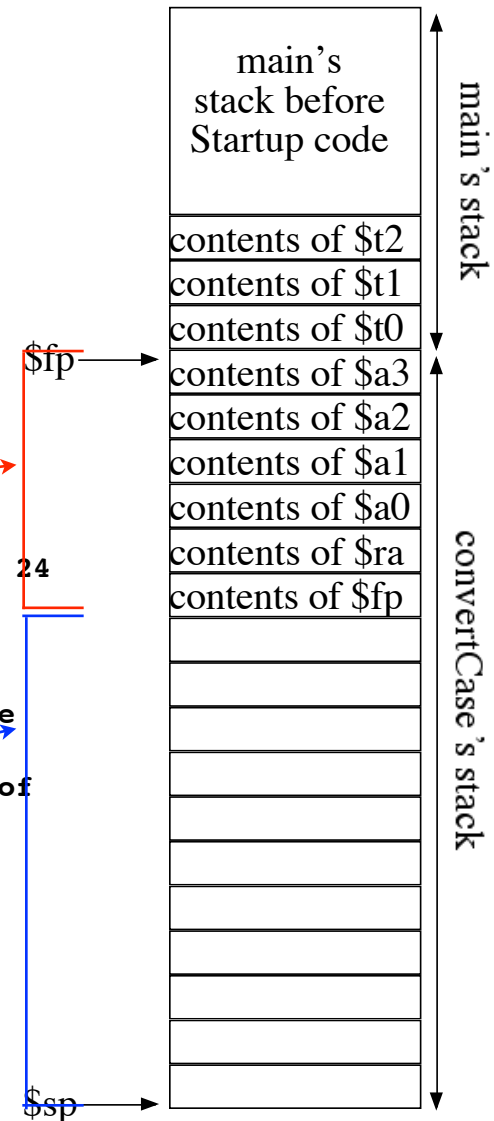 main's
stack before
Startup code
main's stack
contents of $t2
contents of $t1
contents of $t0
$fp
contents of $a3
contents of $a2
contents of $a1
contents of $a0
contents of $ra
24
contents of $fp
convertCase's stack
e
of
$sp